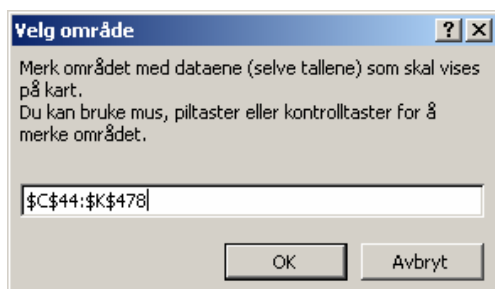 Velg område
Merk området med dataene (selve tallene) som skal vises
på kart.
Du kan bruke mus, piltaster eller kontrolltaster for å
merke området.
$C$44:$K$478
OK
Avbryt